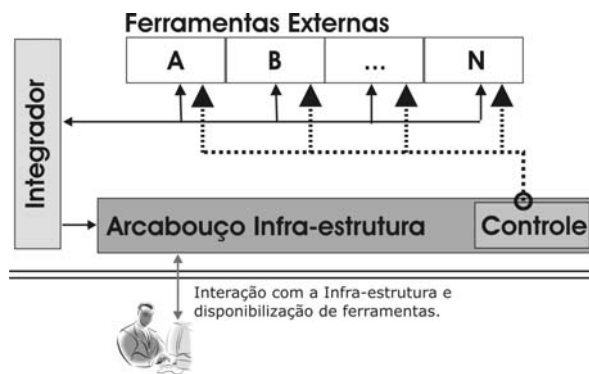 Ferramentas Externas
A B ... N
Integrador
Arcabouço Infra-estrutura Controle
Interação com a Infra-estrutura e
disponibilização de ferramentas.